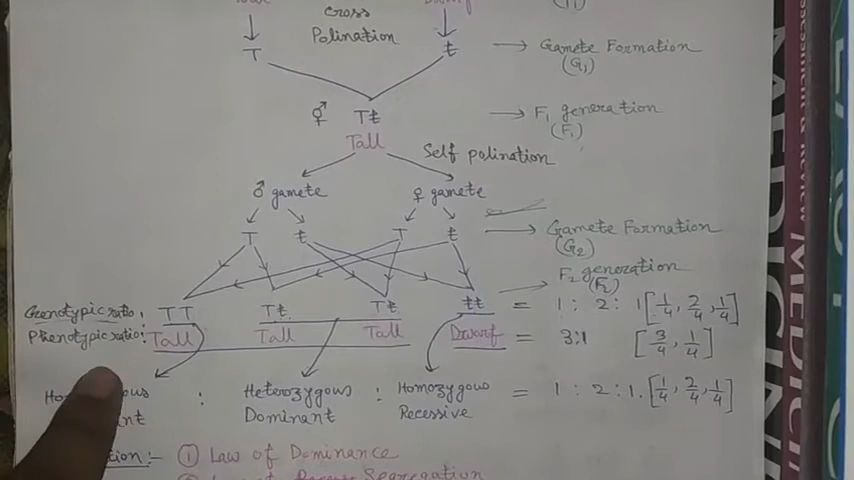 Cross
Polination
T t → Gamete Formation
(G₁)
⚥ Tt → F₁ generation
(F₁)
Tall
Self polination
♂ gamete ♀ gamete
T t T t → Gamete Formation
(G₂)
F₂ generation
(F₂)
Genotypic ratio: TT Tt Tt tt = 1 : 2 : 1 [1/4, 2/4, 1/4]
Phenotypic ratio: Tall Tall Tall Dwarf = 3:1 [3/4, 1/4]
: Heterozygous : Homozygous = 1 : 2 : 1. [1/4, 2/4, 1/4]
Dominant Recessive
① Law of Dominance
Segregation
MEDICINE